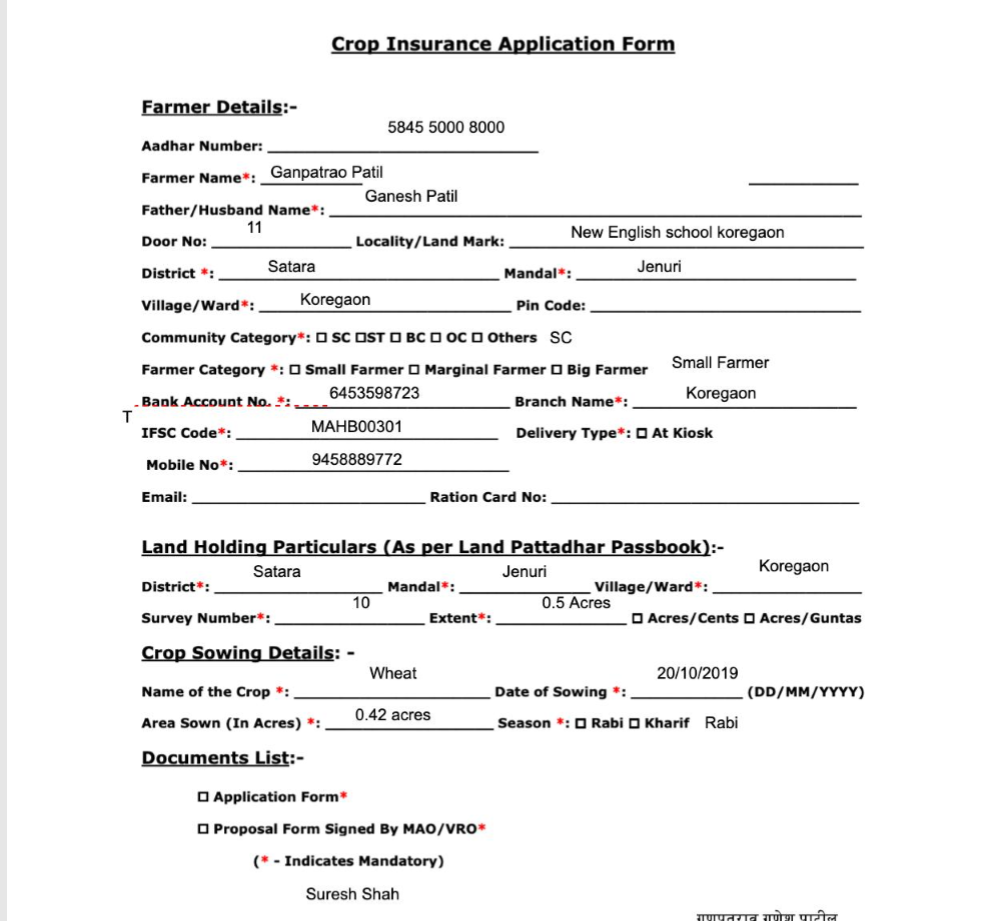 Crop Insurance Application Form
Farmer Details:-
5845 5000 8000
Aadhar Number:
Farmer Name*: Ganpatrao Patil
Father/Husband Name*: Ganesh Patil
Door No: 11 Locality/Land Mark: New English school koregaon
District *: Satara Mandal*: Jenuri
Village/Ward*: Koregaon Pin Code:
Community Category*: ☐ SC ☐ST ☐ BC ☐ OC ☐ Others SC
Farmer Category *: ☐ Small Farmer ☐ Marginal Farmer ☐ Big Farmer Small Farmer
Bank Account No. *: 6453598723 Branch Name*: Koregaon
T
IFSC Code*: MAHB00301 Delivery Type*: ☐ At Kiosk
Mobile No*: 9458889772
Email: Ration Card No:
Land Holding Particulars (As per Land Pattadhar Passbook):-
District*: Satara Mandal*: Jenuri Village/Ward*: Koregaon
Survey Number*: 10 Extent*: 0.5 Acres ☐ Acres/Cents ☐ Acres/Guntas
Crop Sowing Details: -
Name of the Crop *: Wheat Date of Sowing *: 20/10/2019 (DD/MM/YYYY)
Area Sown (In Acres) *: 0.42 acres Season *: ☐ Rabi ☐ Kharif Rabi
Documents List:-
☐ Application Form*
☐ Proposal Form Signed By MAO/VRO*
(* - Indicates Mandatory)
Suresh Shah
गणपतराव गणेश पाटील